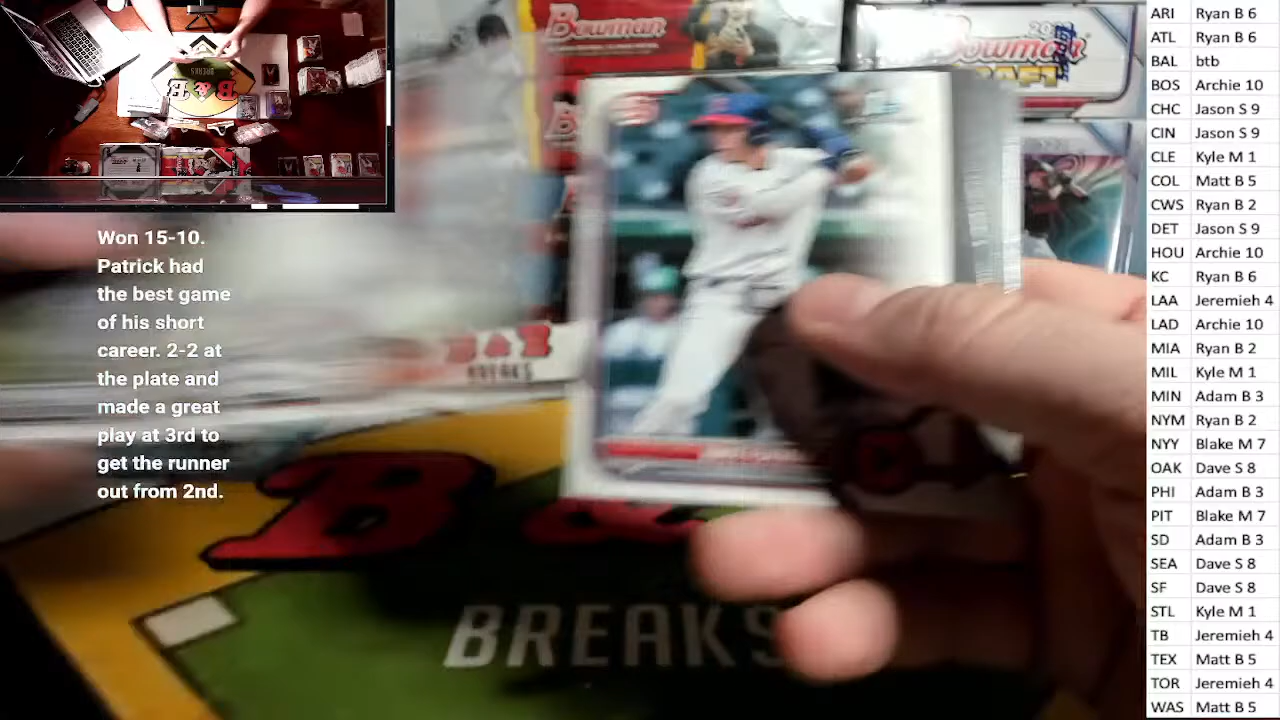 Bowman
Bowman
B & B
BREAKS
B & B
BREAKS
BREAKS
Won 15-10.
Patrick had
the best game
of his short
career. 2-2 at
the plate and
made a great
play at 3rd to
get the runner
out from 2nd.
ARI Ryan B 6
ATL Ryan B 6
BAL btb
BOS Archie 10
CHC Jason S 9
CIN Jason S 9
CLE Kyle M 1
COL Matt B 5
CWS Ryan B 2
DET Jason S 9
HOU Archie 10
KC Ryan B 6
LAA Jeremieh 4
LAD Archie 10
MIA Ryan B 2
MIL Kyle M 1
MIN Adam B 3
NYM Ryan B 2
NYY Blake M 7
OAK Dave S 8
PHI Adam B 3
PIT Blake M 7
SD Adam B 3
SEA Dave S 8
SF Dave S 8
STL Kyle M 1
TB Jeremieh 4
TEX Matt B 5
TOR Jeremieh 4
WAS Matt B 5